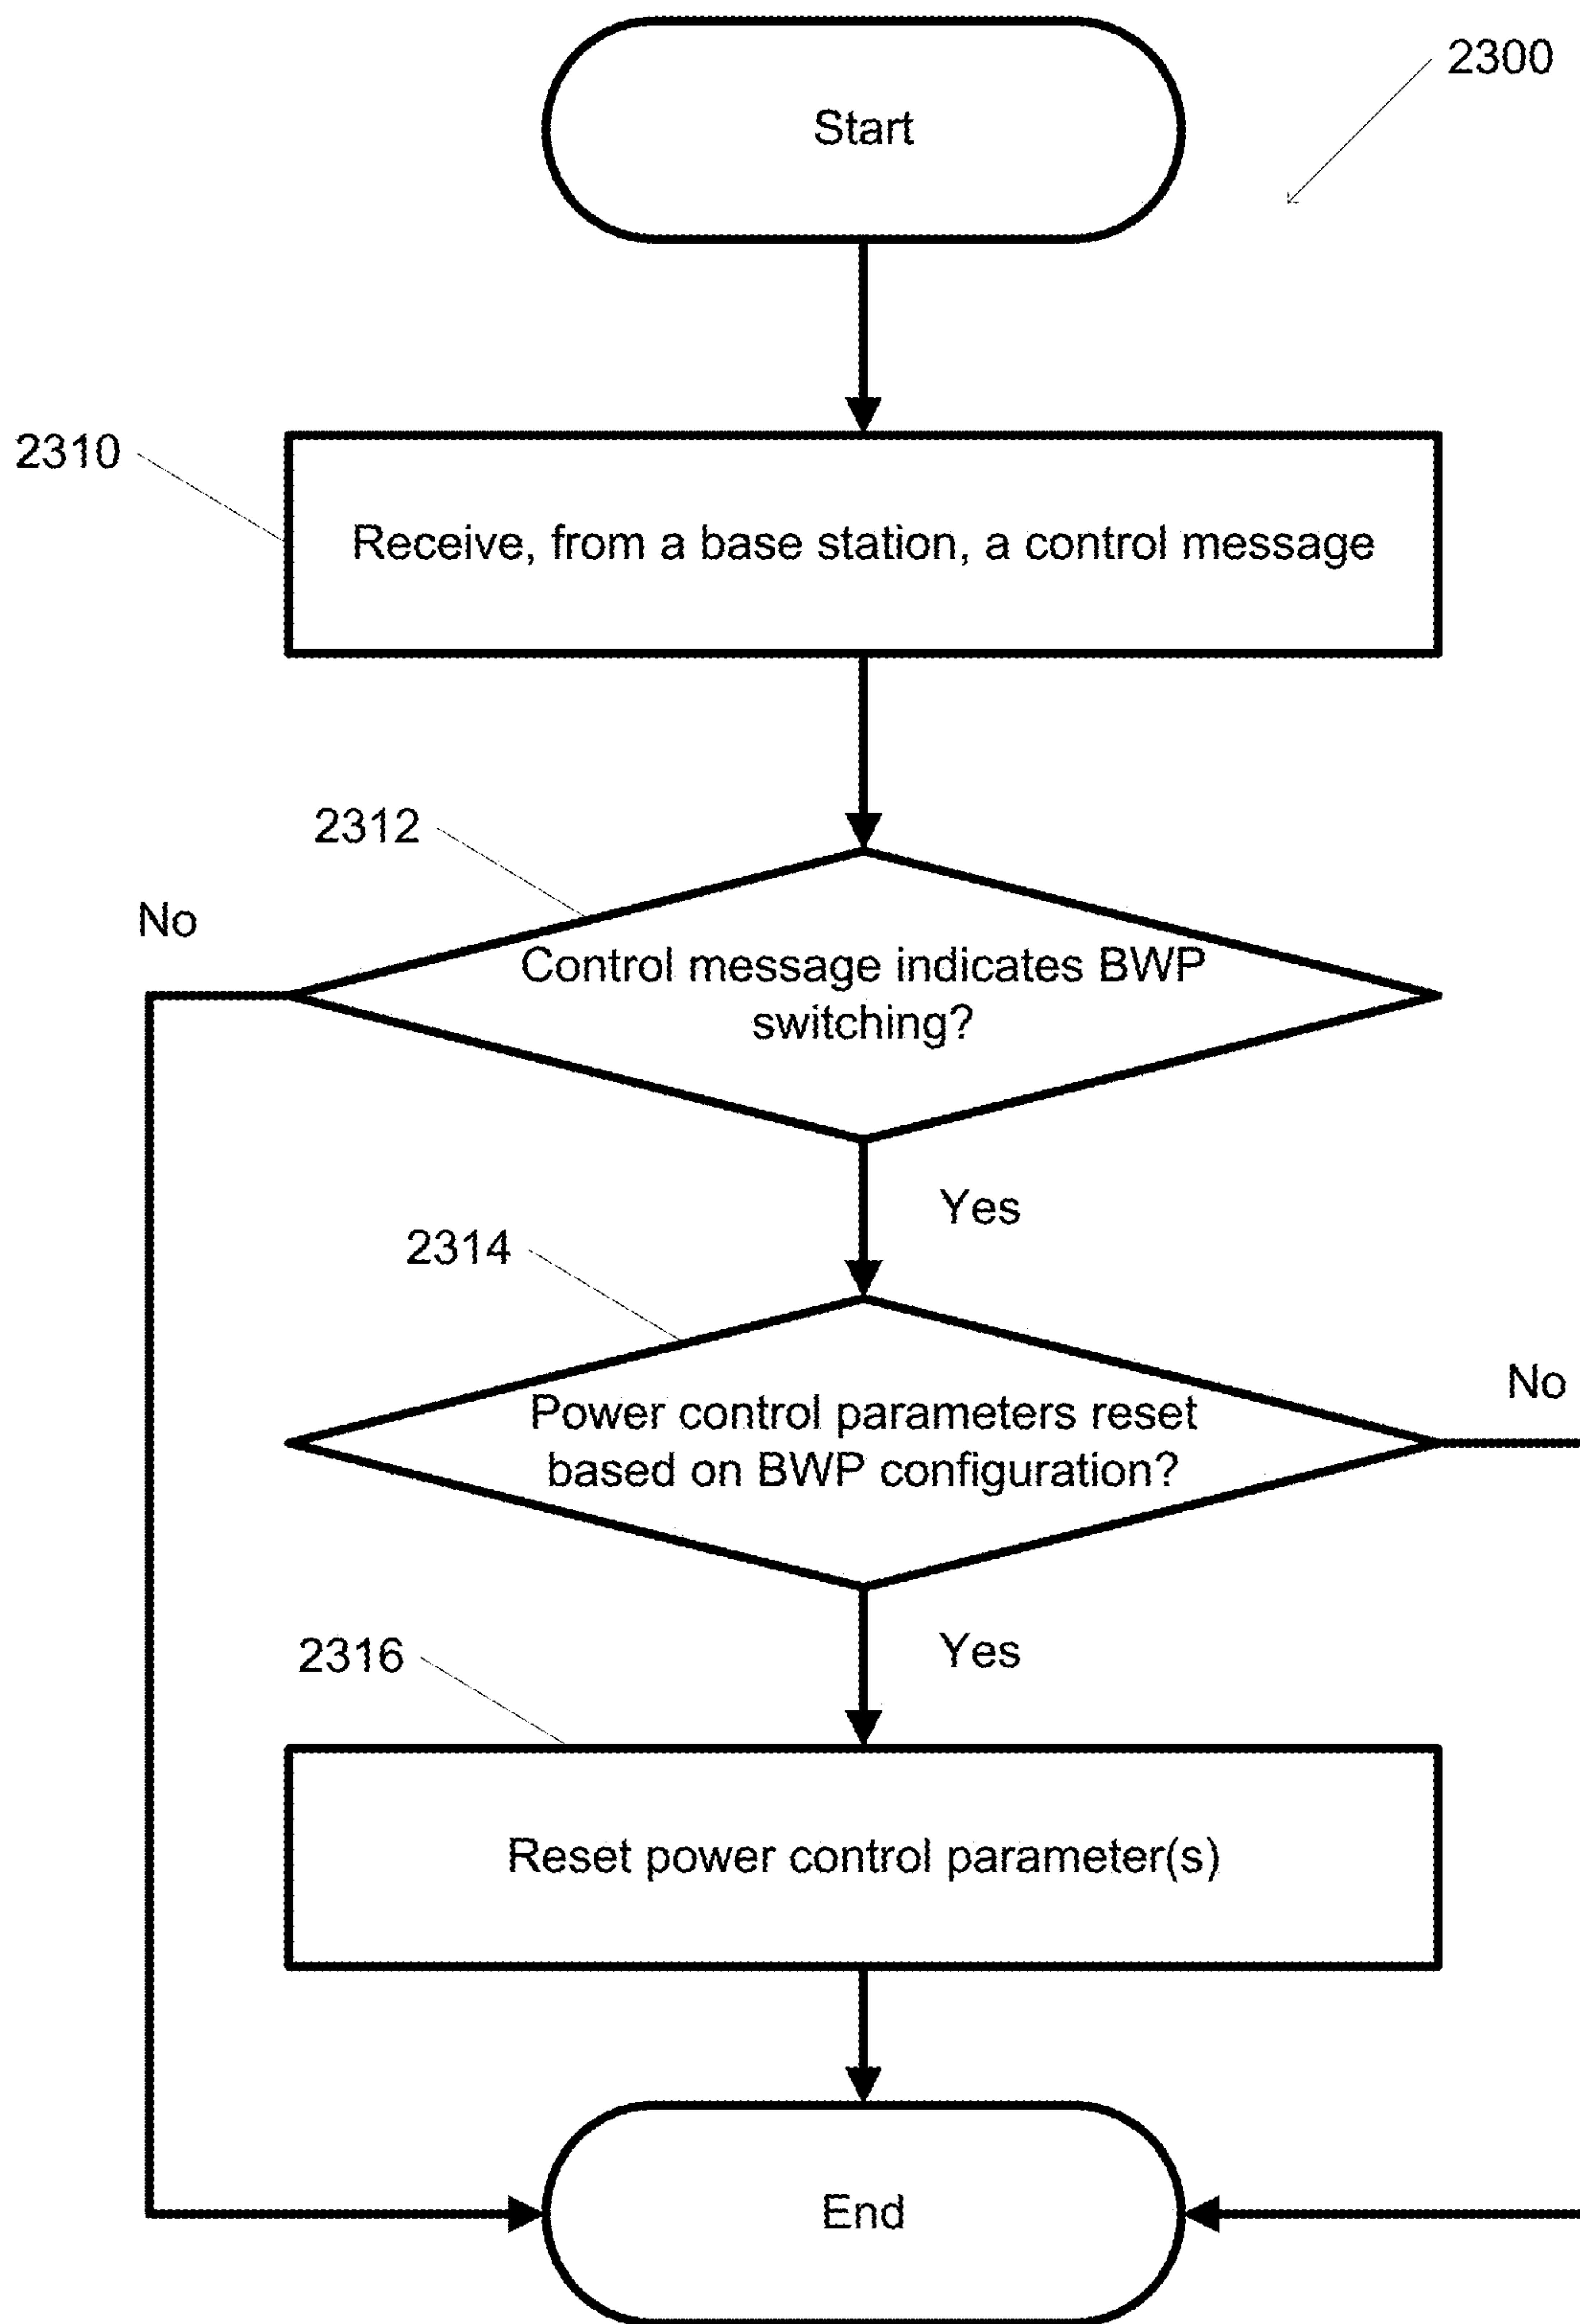 2300
Start
2310
Receive, from a base station, a control message
2312
No
Control message indicates BWP
switching?
Yes
2314
No
Power control parameters reset
based on BWP configuration?
Yes
2316
Reset power control parameter(s)
End